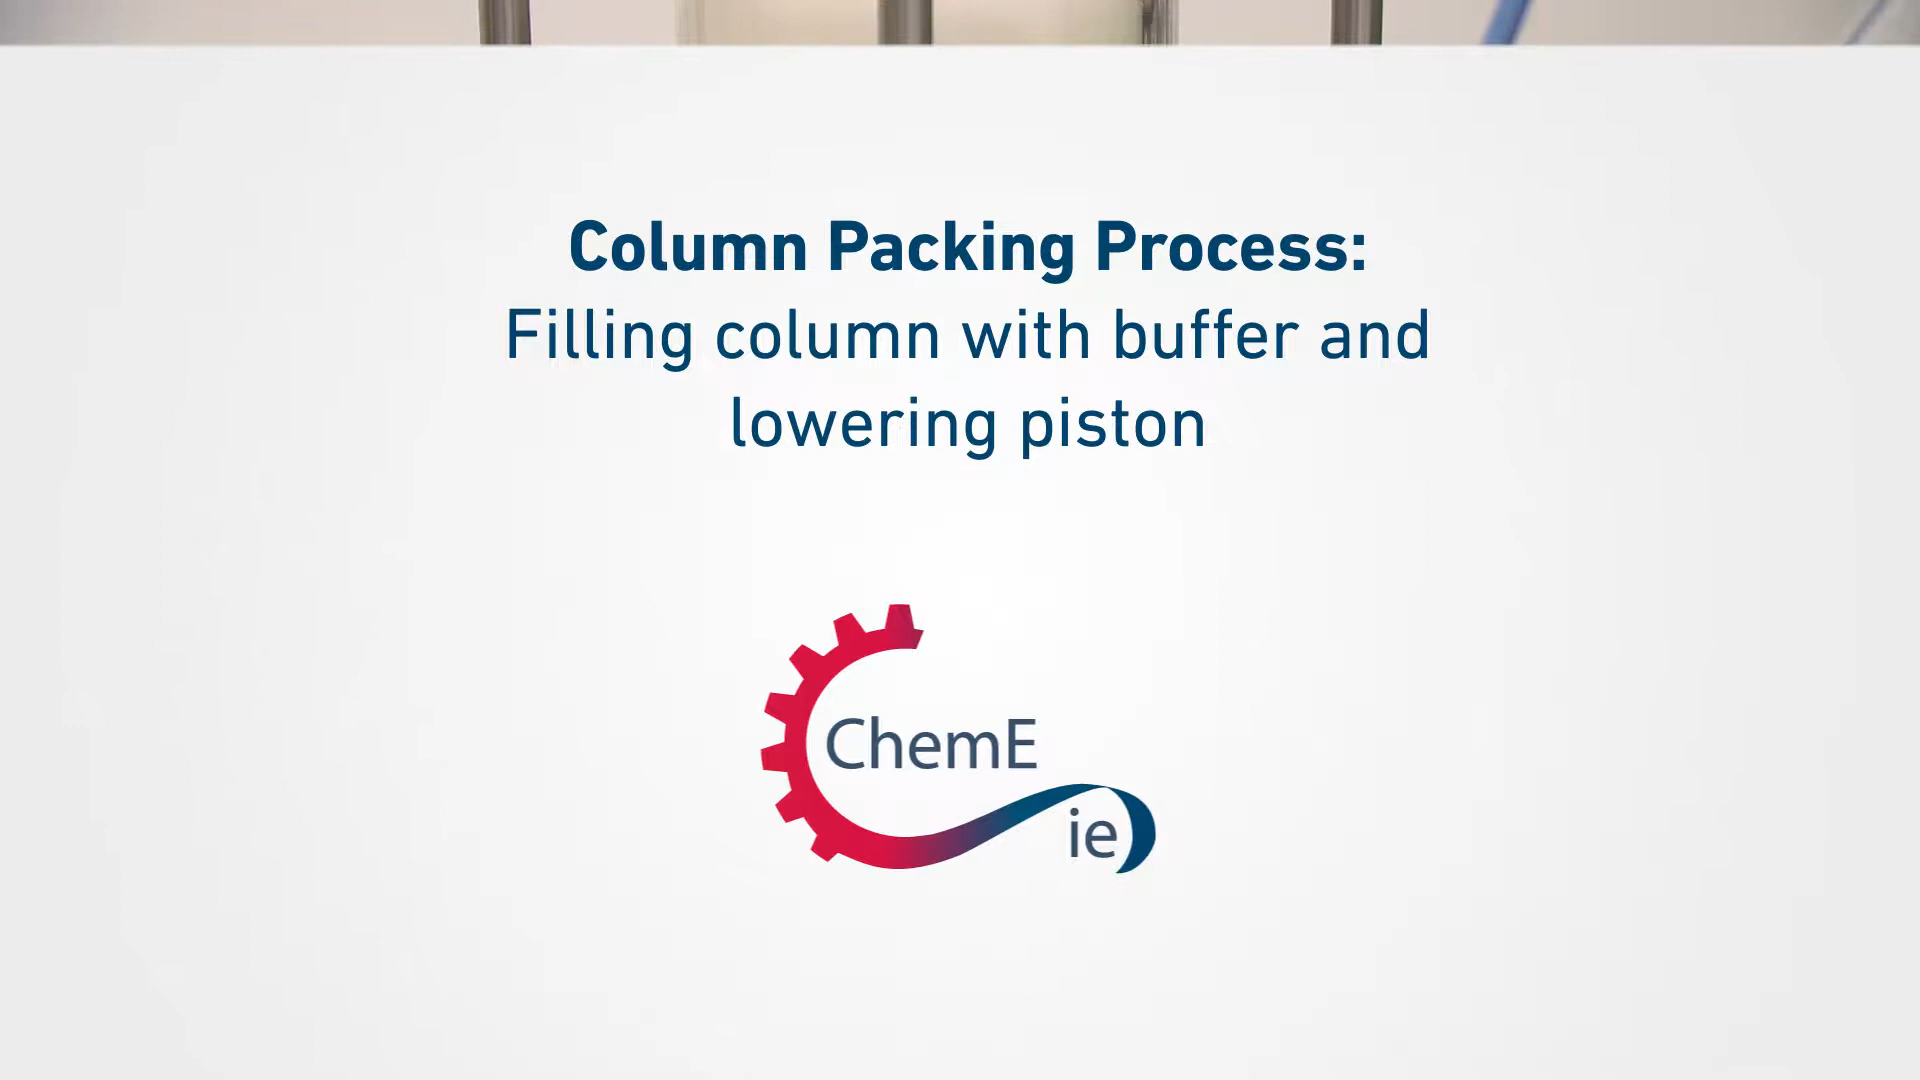 Column Packing Process:
Filling column with buffer and
lowering piston
ChemE
ie